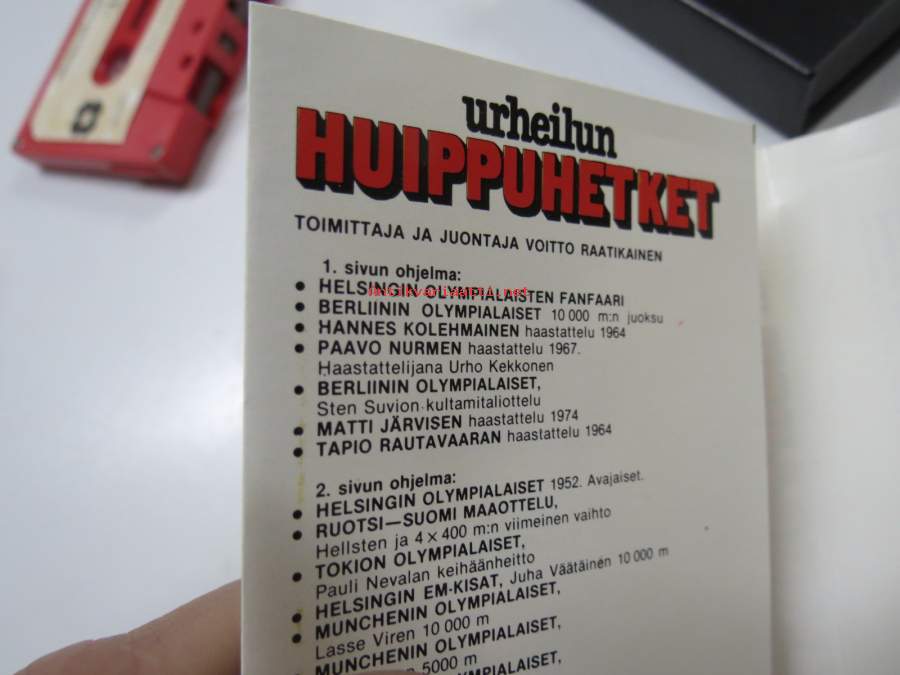 urheilun
HUIPPUHETKET
TOIMITTAJA JA JUONTAJA VOITTO RAATIKAINEN
1. sivun ohjelma:
• HELSINGIN OLYMPIALAISTEN FANFAARI
• BERLIININ OLYMPIALAISET 10 000 m:n juoksu
• HANNES KOLEHMAINEN haastattelu 1964
• PAAVO NURMEN haastattelu 1967.
Haastattelijana Urho Kekkonen
• BERLIININ OLYMPIALAISET,
Sten Suvion kultamitaliottelu
• MATTI JÄRVISEN haastattelu 1974
• TAPIO RAUTAVAARAN haastattelu 1964
2. sivun ohjelma:
• HELSINGIN OLYMPIALAISET 1952. Avajaiset.
• RUOTSI—SUOMI MAAOTTELU,
Hellsten ja 4 × 400 m:n viimeinen vaihto
• TOKION OLYMPIALAISET,
Pauli Nevalan keihäänheitto
• HELSINGIN EM-KISAT, Juha Väätäinen 10 000 m
• MUNCHENIN OLYMPIALAISET,
Lasse Viren 10 000 m
• MUNCHENIN OLYMPIALAISET,
5000 m